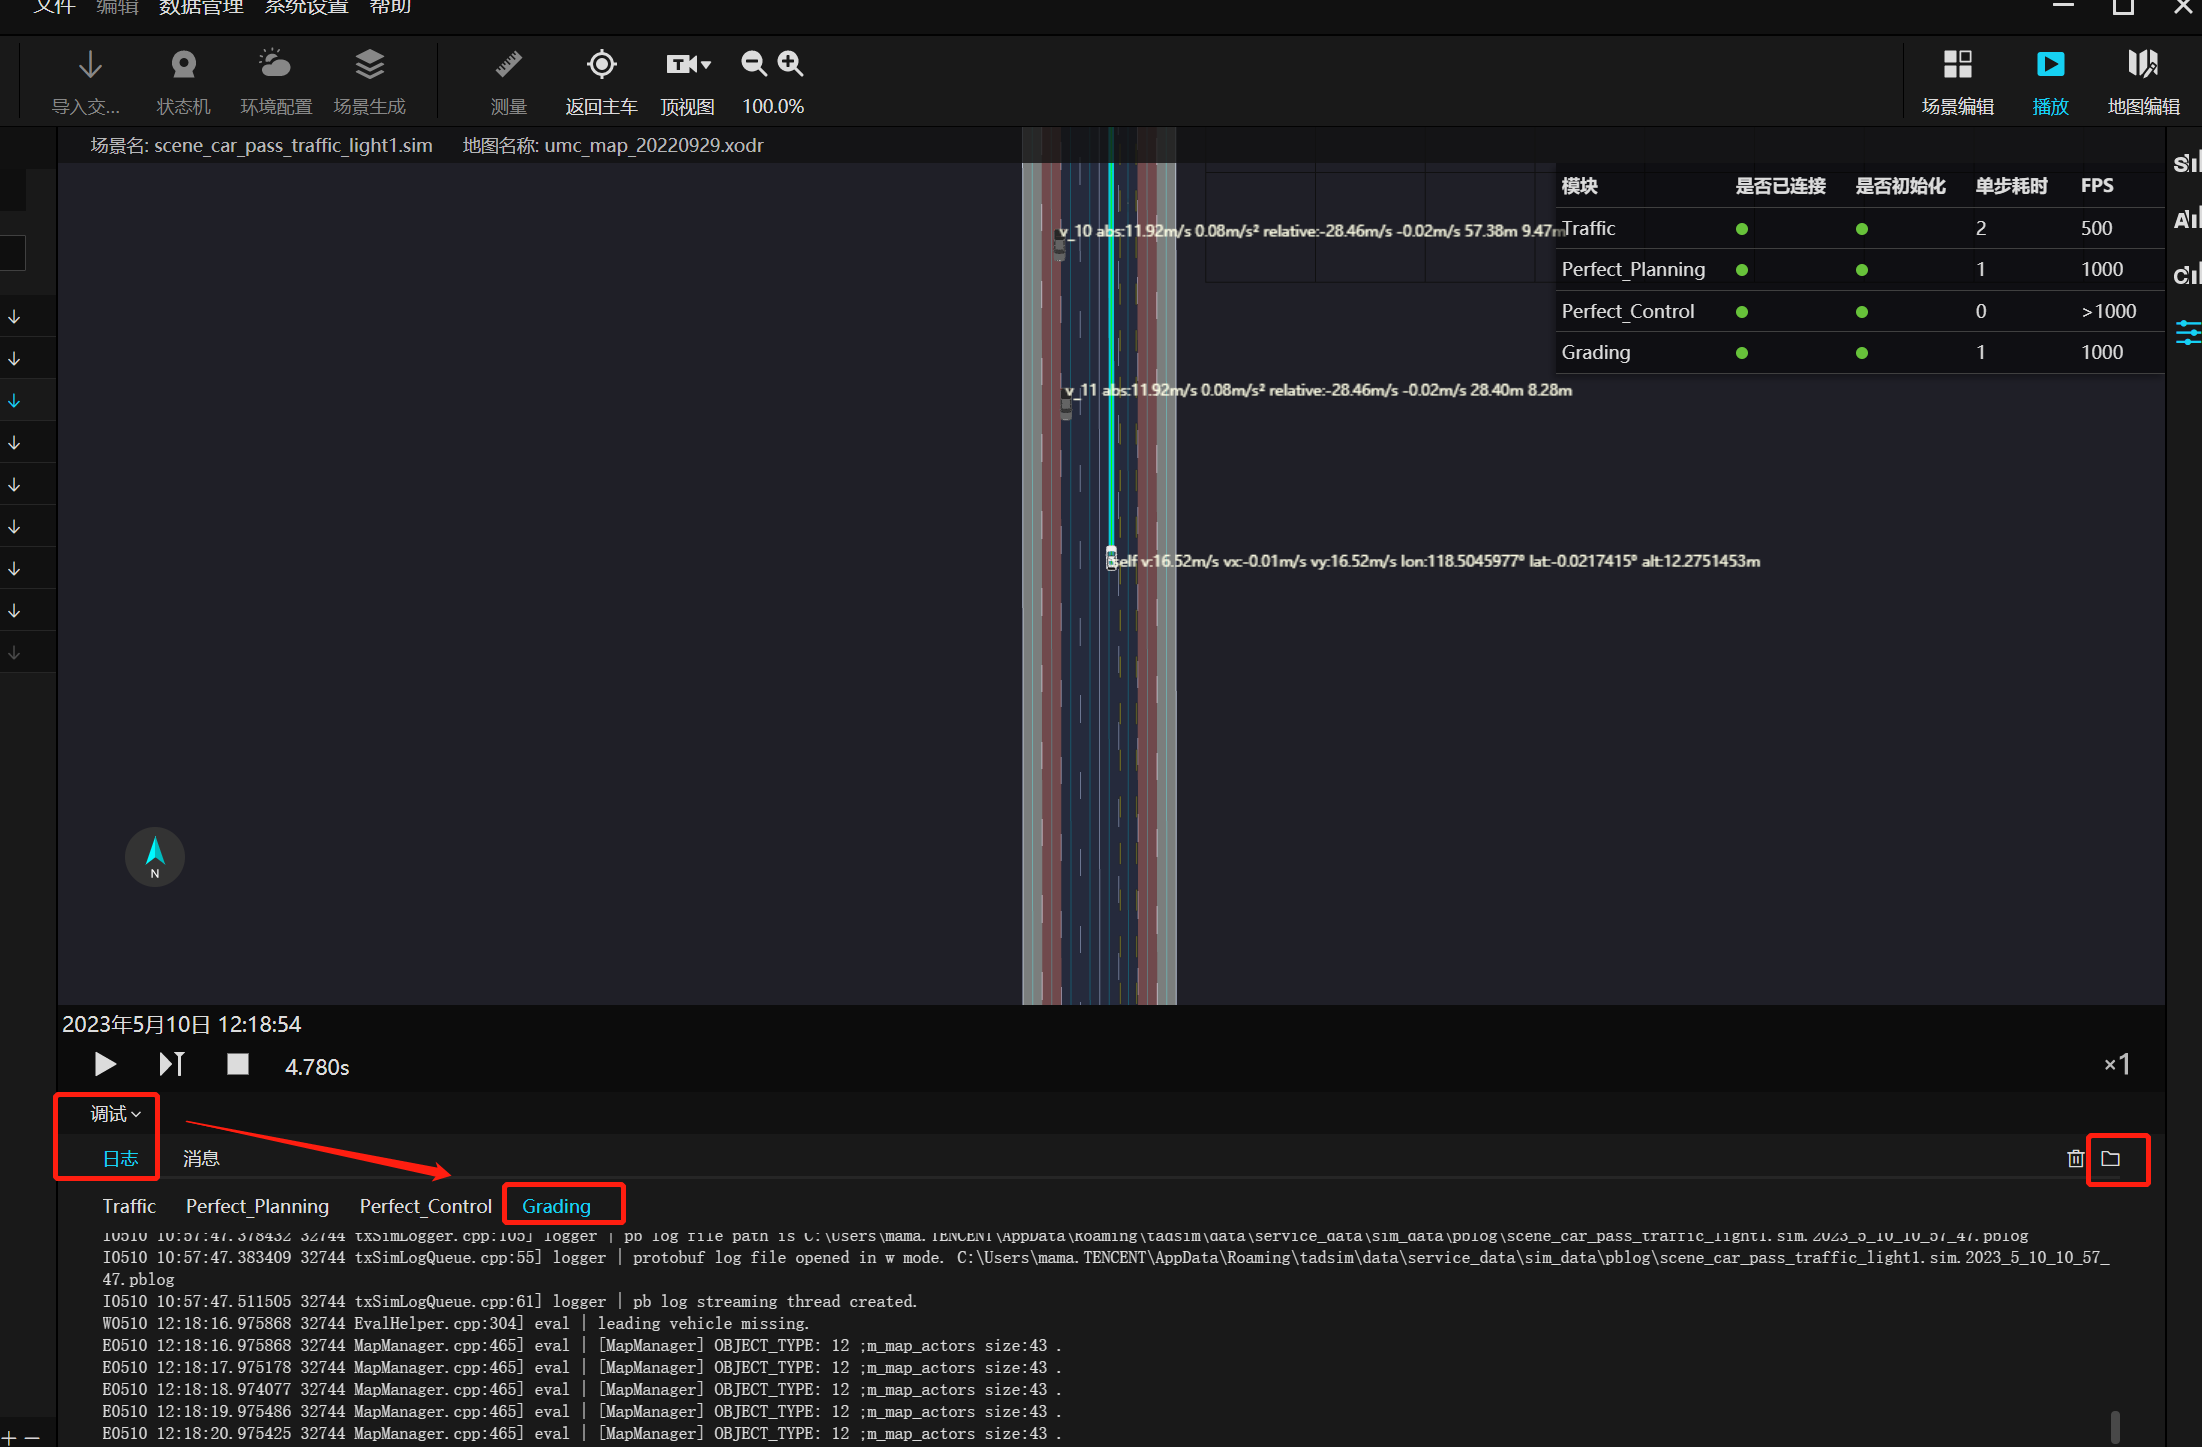 文件 编辑 数据管理 系统设置 帮助
导入交... 状态机 环境配置 场景生成 测量 返回主车 顶视图 100.0% 场景编辑 播放 地图编辑
场景名: scene_car_pass_traffic_light1.sim 地图名称: umc_map_20220929.xodr
模块 是否已连接 是否初始化 单步耗时 FPS
Traffic 2 500
Perfect_Planning 1 1000
Perfect_Control 0 >1000
Grading 1 1000
v_10 abs:11.92m/s 0.08m/s² relative:-28.46m/s -0.02m/s 57.38m 9.47m
v_11 abs:11.92m/s 0.08m/s² relative:-28.46m/s -0.02m/s 28.40m 8.28m
self v:16.52m/s vx:-0.01m/s vy:16.52m/s lon:118.5045977° lat:-0.0217415° alt:12.2751453m
N
2023年5月10日 12:18:54
4.780s ×1
调试
日志 消息
Traffic Perfect_Planning Perfect_Control Grading
I0510 10:57:47.378432 32744 txSimLogger.cpp:105] logger | pb log file path is C:\Users\mama.TENCENT\AppData\Roaming\tadsim\data\service_data\sim_data\pblog\scene_car_pass_traffic_light1.sim.2023_5_10_10_57_47.pblog
I0510 10:57:47.383409 32744 txSimLogQueue.cpp:55] logger | protobuf log file opened in w mode. C:\Users\mama.TENCENT\AppData\Roaming\tadsim\data\service_data\sim_data\pblog\scene_car_pass_traffic_light1.sim.2023_5_10_10_57_
47.pblog
I0510 10:57:47.511505 32744 txSimLogQueue.cpp:61] logger | pb log streaming thread created.
W0510 12:18:16.975868 32744 EvalHelper.cpp:304] eval | leading vehicle missing.
E0510 12:18:16.975868 32744 MapManager.cpp:465] eval | [MapManager] OBJECT_TYPE: 12 ;m_map_actors size:43 .
E0510 12:18:17.975178 32744 MapManager.cpp:465] eval | [MapManager] OBJECT_TYPE: 12 ;m_map_actors size:43 .
E0510 12:18:18.974077 32744 MapManager.cpp:465] eval | [MapManager] OBJECT_TYPE: 12 ;m_map_actors size:43 .
E0510 12:18:19.975486 32744 MapManager.cpp:465] eval | [MapManager] OBJECT_TYPE: 12 ;m_map_actors size:43 .
E0510 12:18:20.975425 32744 MapManager.cpp:465] eval | [MapManager] OBJECT_TYPE: 12 ;m_map_actors size:43 .